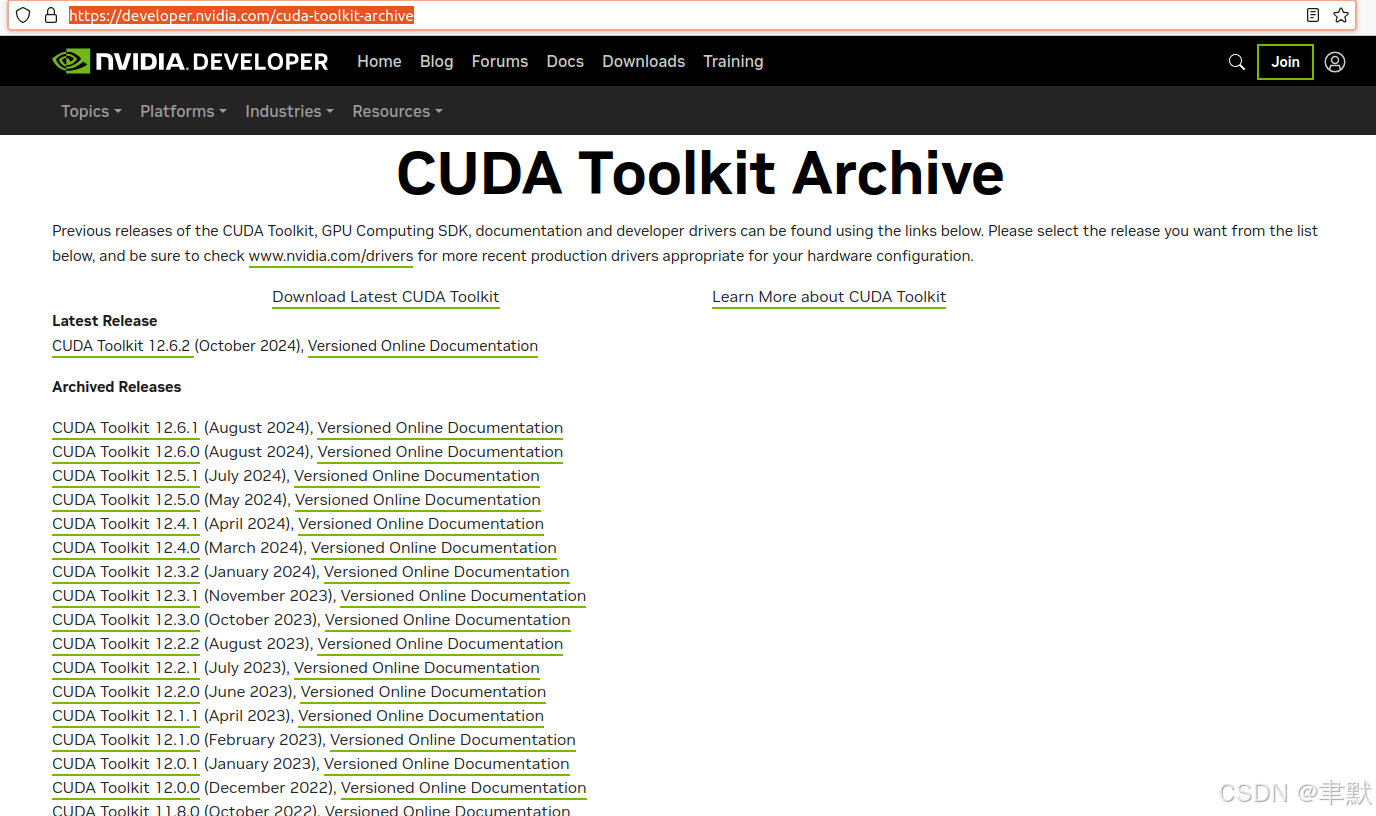 https://developer.nvidia.com/cuda-toolkit-archive
NVIDIA. DEVELOPER Home Blog Forums Docs Downloads Training Join
Topics Platforms Industries Resources
CUDA Toolkit Archive
Previous releases of the CUDA Toolkit, GPU Computing SDK, documentation and developer drivers can be found using the links below. Please select the release you want from the list
below, and be sure to check www.nvidia.com/drivers for more recent production drivers appropriate for your hardware configuration.
Download Latest CUDA Toolkit Learn More about CUDA Toolkit
Latest Release
CUDA Toolkit 12.6.2 (October 2024), Versioned Online Documentation
Archived Releases
CUDA Toolkit 12.6.1 (August 2024), Versioned Online Documentation
CUDA Toolkit 12.6.0 (August 2024), Versioned Online Documentation
CUDA Toolkit 12.5.1 (July 2024), Versioned Online Documentation
CUDA Toolkit 12.5.0 (May 2024), Versioned Online Documentation
CUDA Toolkit 12.4.1 (April 2024), Versioned Online Documentation
CUDA Toolkit 12.4.0 (March 2024), Versioned Online Documentation
CUDA Toolkit 12.3.2 (January 2024), Versioned Online Documentation
CUDA Toolkit 12.3.1 (November 2023), Versioned Online Documentation
CUDA Toolkit 12.3.0 (October 2023), Versioned Online Documentation
CUDA Toolkit 12.2.2 (August 2023), Versioned Online Documentation
CUDA Toolkit 12.2.1 (July 2023), Versioned Online Documentation
CUDA Toolkit 12.2.0 (June 2023), Versioned Online Documentation
CUDA Toolkit 12.1.1 (April 2023), Versioned Online Documentation
CUDA Toolkit 12.1.0 (February 2023), Versioned Online Documentation
CUDA Toolkit 12.0.1 (January 2023), Versioned Online Documentation
CUDA Toolkit 12.0.0 (December 2022), Versioned Online Documentation
CUDA Toolkit 11.8.0 (October 2022), Versioned Online Documentation
CSDN @聿默